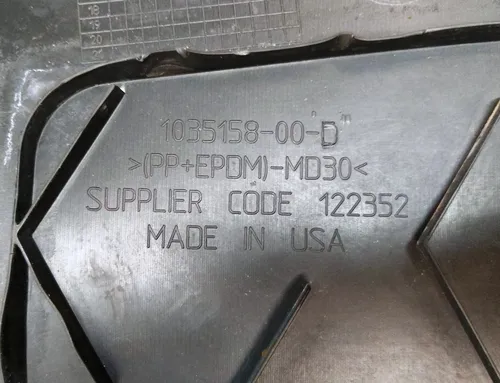 1035158-00-"D"
>(PP+EPDM)-MD30<
SUPPLIER CODE 122352
MADE IN USA